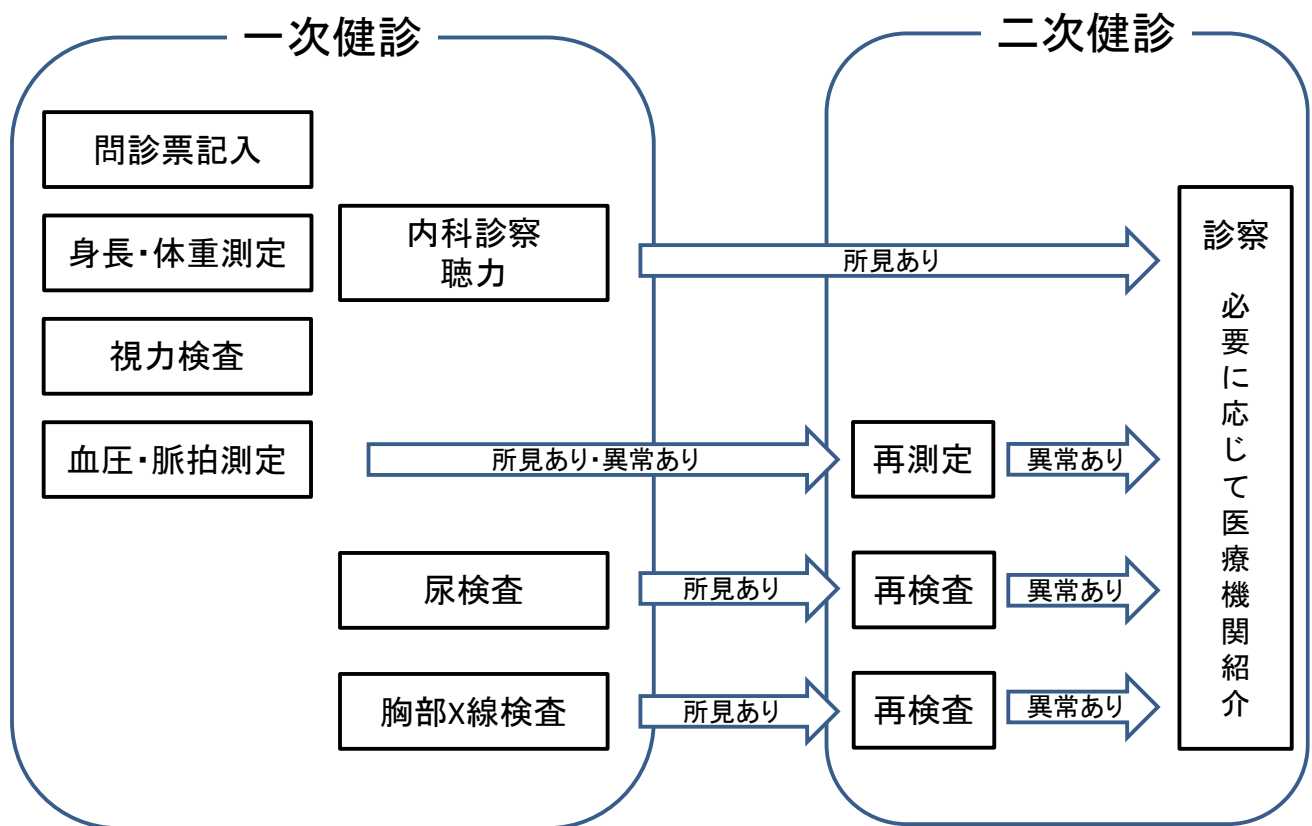 一次健診
二次健診
問診票記入
身長・体重測定
視力検査
血圧・脈拍測定
内科診察
聴力
所見あり
所見あり・異常あり
再測定
異常あり
尿検査
所見あり
再検査
異常あり
胸部X線検査
所見あり
再検査
異常あり
診察
必要に応じて医療機関紹介